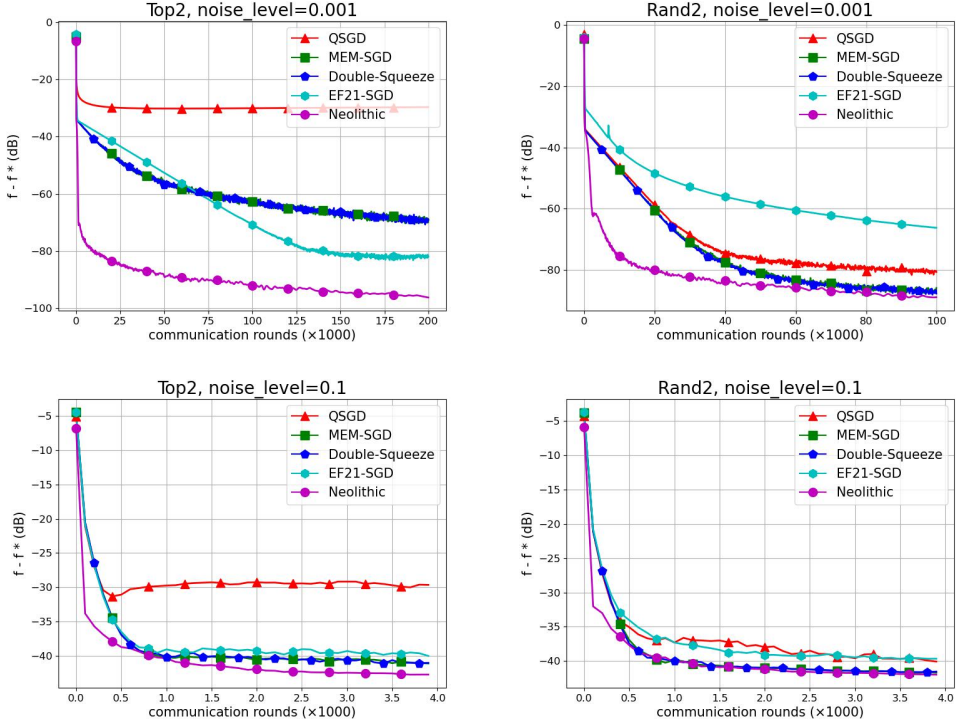 Top2, noise_level=0.001
f - f * (dB)
0
−20
−40
−60
−80
−100
QSGD
MEM-SGD
Double-Squeeze
EF21-SGD
Neolithic
0 25 50 75 100 125 150 175 200
communication rounds (×1000)
Rand2, noise_level=0.001
f - f * (dB)
0
−20
−40
−60
−80
QSGD
MEM-SGD
Double-Squeeze
EF21-SGD
Neolithic
0 20 40 60 80 100
communication rounds (×1000)
Top2, noise_level=0.1
f - f * (dB)
−5
−10
−15
−20
−25
−30
−35
−40
QSGD
MEM-SGD
Double-Squeeze
EF21-SGD
Neolithic
0.0 0.5 1.0 1.5 2.0 2.5 3.0 3.5 4.0
communication rounds (×1000)
Rand2, noise_level=0.1
f - f * (dB)
−5
−10
−15
−20
−25
−30
−35
−40
QSGD
MEM-SGD
Double-Squeeze
EF21-SGD
Neolithic
0.0 0.5 1.0 1.5 2.0 2.5 3.0 3.5 4.0
communication rounds (×1000)